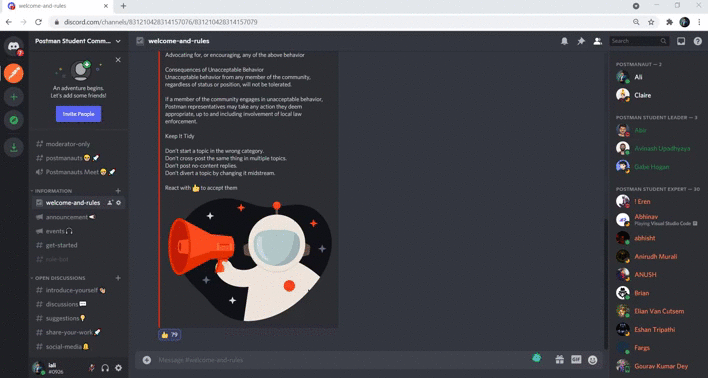 welcome-and-rules
discord.com/channels/831210428314157076/831210428314157079
Postman Student Comm...
An adventure begins.
Let's add some friends!
Invite People
moderator-only
postmanauts
Postmanauts Meet
INFORMATION
welcome-and-rules
announcement
events
get-started
OPEN DISCUSSIONS
introduce-yourself
discussions
suggestions
share-your-work
social-media
iali
#0926
welcome-and-rules
Search
Advocating for, or encouraging, any of the above behavior
Consequences of Unacceptable Behavior
Unacceptable behavior from any member of the community,
regardless of status or position, will not be tolerated.
If a member of the community engages in unacceptable behavior,
Postman representatives may take any action they deem
appropriate, up to and including involvement of local law
enforcement.
Keep It Tidy
Don't start a topic in the wrong category.
Don't cross-post the same thing in multiple topics.
Don't post no-content replies.
Don't divert a topic by changing it midstream.
React with 👍 to accept them
👍 79
Message #welcome-and-rules
GIF
POSTMANAUT — 2
Ali
Claire
POSTMAN STUDENT LEADER — 3
Avinash Upadhyaya
Gabe Hogan
POSTMAN STUDENT EXPERT — 30
! Eren
Abhinav
Playing Visual Studio Code
abhisht
Anirudh Murali
ANUSH
Brian
Elian Van Cutsem
Eshan Tripathi
Fargs
Gourav Kumar Dey